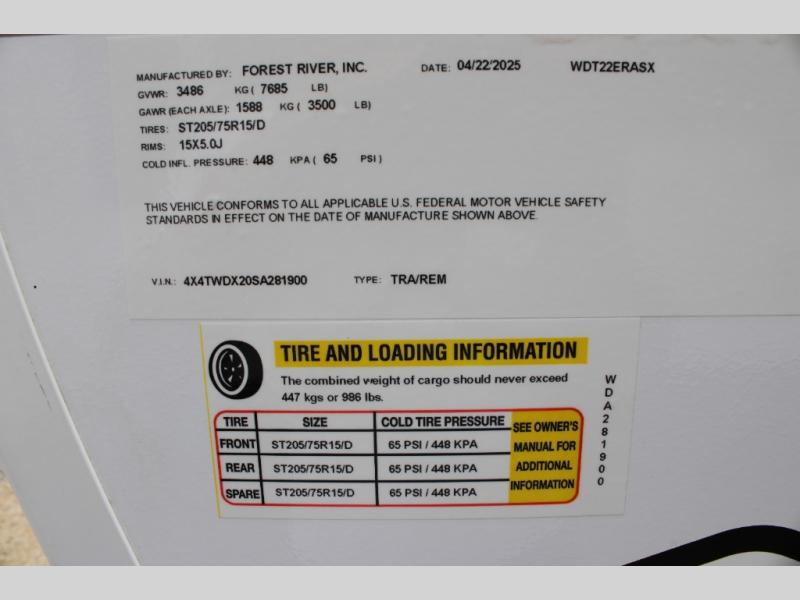 MANUFACTURED BY: FOREST RIVER, INC. DATE: 04/22/2025 WDT22ERASX
GVWR: 3486 KG ( 7685 LB)
GAWR (EACH AXLE): 1588 KG ( 3500 LB)
TIRES: ST205/75R15/D
RIMS: 15X5.0J
COLD INFL. PRESSURE: 448 KPA ( 65 PSI )
THIS VEHICLE CONFORMS TO ALL APPLICABLE U.S. FEDERAL MOTOR VEHICLE SAFETY
STANDARDS IN EFFECT ON THE DATE OF MANUFACTURE SHOWN ABOVE.
V.I.N.: 4X4TWDX20SA281900 TYPE: TRA/REM
TIRE AND LOADING INFORMATION
The combined weight of cargo should never exceed
447 kgs or 986 lbs.
TIRE SIZE COLD TIRE PRESSURE
FRONT ST205/75R15/D 65 PSI / 448 KPA
REAR ST205/75R15/D 65 PSI / 448 KPA
SPARE ST205/75R15/D 65 PSI / 448 KPA
SEE OWNER'S
MANUAL FOR
ADDITIONAL
INFORMATION
WDA281900